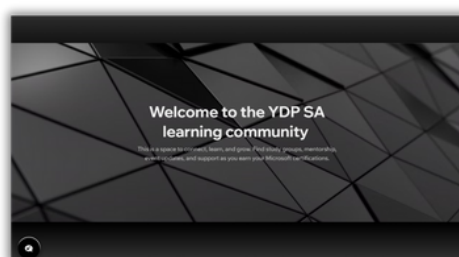 Welcome to the YDP SA
learning community
This is a space to connect, learn, and grow. Find study groups, mentorship,
event updates, and support as you earn your Microsoft certifications.